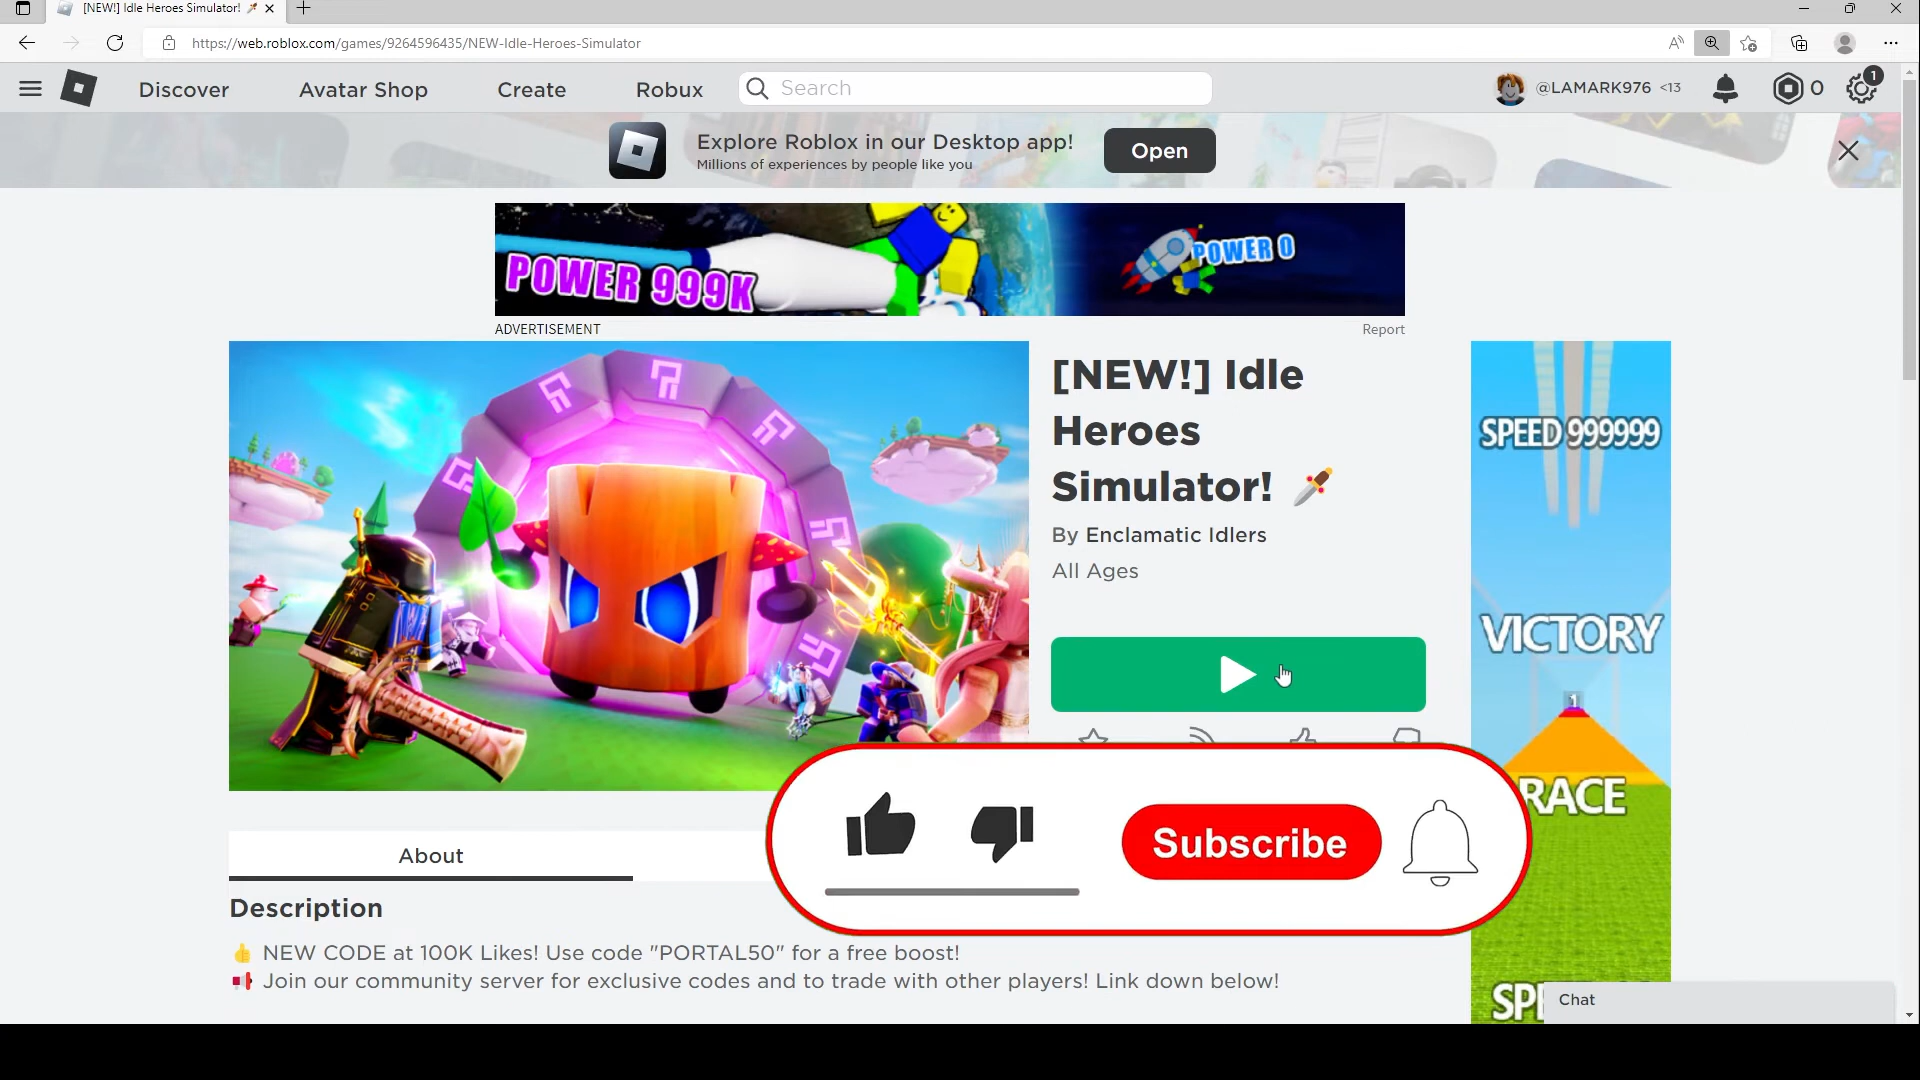 [NEW!] Idle Heroes Simulator!
https://web.roblox.com/games/9264596435/NEW-Idle-Heroes-Simulator
Discover
Avatar Shop
Create
Robux
Search
@LAMARK976 <13
0
1
Explore Roblox in our Desktop app!
Millions of experiences by people like you
Open
POWER 999K
POWER 0
ADVERTISEMENT
Report
[NEW!] Idle
Heroes
Simulator!
By Enclamatic Idlers
All Ages
SPEED 999999
VICTORY
1
RACE
Subscribe
About
Description
NEW CODE at 100K Likes! Use code "PORTAL50" for a free boost!
Join our community server for exclusive codes and to trade with other players! Link down below!
Chat